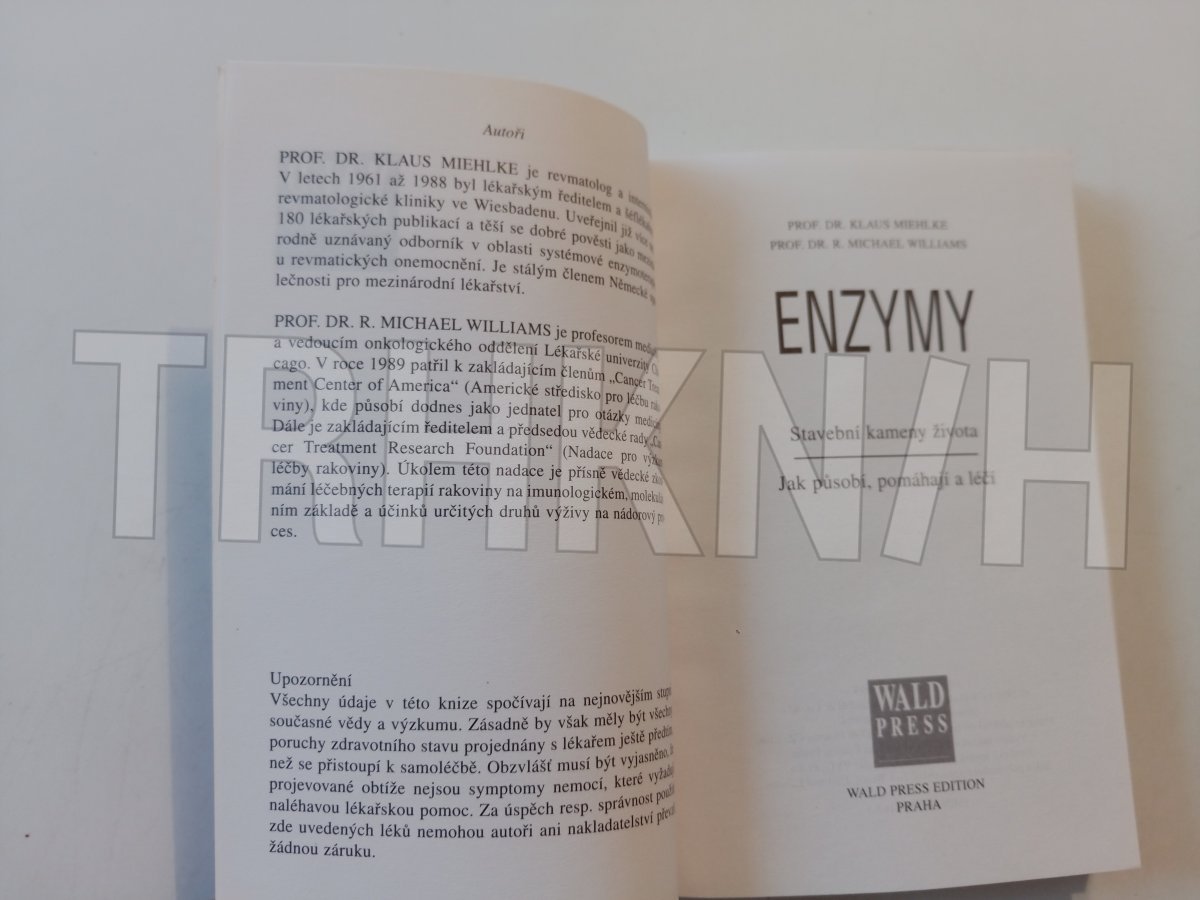 Autoři
PROF. DR. KLAUS MIEHLKE je revmatolog a
V letech 1961 až 1988 byl lékařským ředitelem a
revmatologické kliniky ve Wiesbadenu. Uveřejnil již více
180 lékařských publikací a těší se dobré pověsti jako
rodně uznávaný odborník v oblasti systémové
u revmatických onemocnění. Je stálým členem Německé
lečnosti pro mezinárodní lékařství.
PROF. DR. R. MICHAEL WILLIAMS je profesorem
a vedoucím onkologického oddělení Lékařské univerzity
cago. V roce 1989 patřil k zakládajícím členům „Cancer
ment Center of America“ (Americké středisko pro léčbu
viny), kde působí dodnes jako jednatel pro otázky
Dále je zakládajícím ředitelem a předsedou vědecké rady
cer Treatment Research Foundation“ (Nadace pro
léčby rakoviny). Úkolem této nadace je přísně vědecké
mání léčebných terapií rakoviny na imunologickém,
ním základě a účinků určitých druhů výživy na nádorový
ces.
Upozornění
Všechny údaje v této knize spočívají na nejnovějším
současné vědy a výzkumu. Zásadně by však měly být
poruchy zdravotního stavu projednány s lékařem ještě
než se přistoupí k samoléčbě. Obzvlášť musí být vyjasněno,
projevované obtíže nejsou symptomy nemocí, které
naléhavou lékařskou pomoc. Za úspěch resp. správnost
zde uvedených léků nemohou autoři ani nakladatelství
žádnou záruku.
PROF. DR. KLAUS MIEHLKE
PROF. DR. R. MICHAEL WILLIAMS
ENZYMY
Stavební kameny života
Jak působí, pomáhají a léčí
WALD
PRESS
WALD PRESS EDITION
PRAHA
TRHKNIH